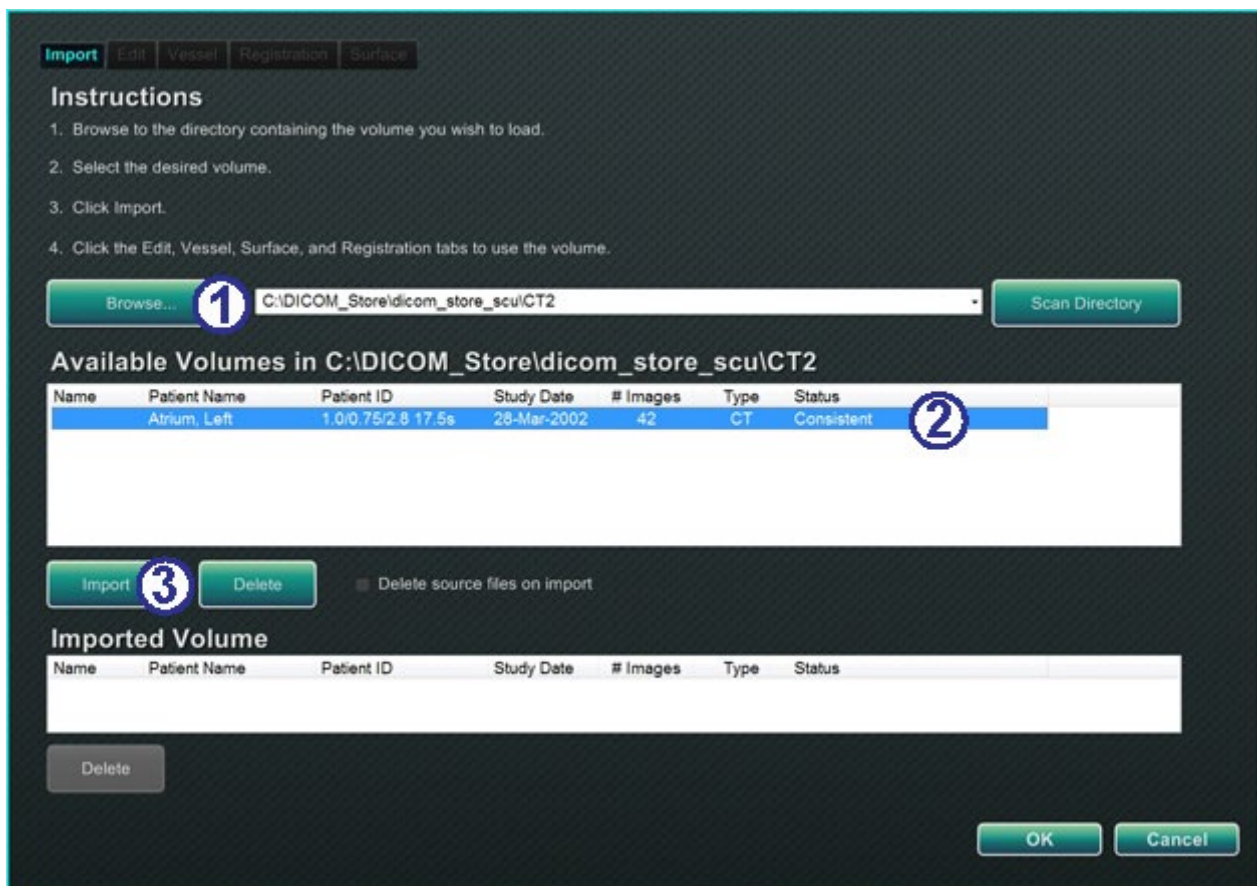 Import Edit Vessel Registration Surface
Instructions
1. Browse to the directory containing the volume you wish to load.
2. Select the desired volume.
3. Click Import.
4. Click the Edit, Vessel, Surface, and Registration tabs to use the volume.
Browse... 1 C:\DICOM_Store\dicom_store_scu\CT2 Scan Directory
Available Volumes in C:\DICOM_Store\dicom_store_scu\CT2
Name Patient Name Patient ID Study Date # Images Type Status
Atrium, Left 1.0/0.75/2.8 17.5s 28-Mar-2002 42 CT Consistent 2
Import 3 Delete Delete source files on import
Imported Volume
Name Patient Name Patient ID Study Date # Images Type Status
Delete
OK Cancel